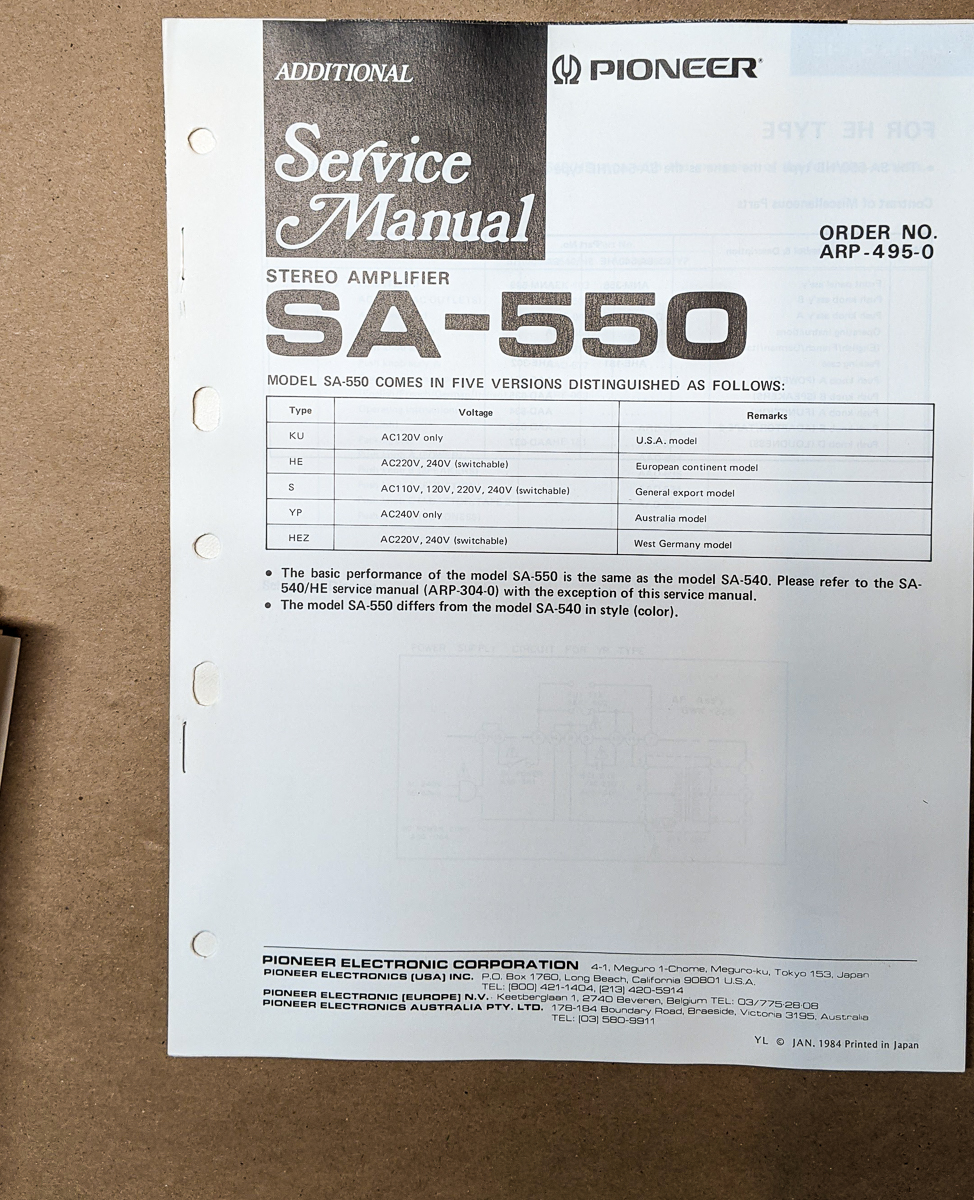 ADDITIONAL
Service
Manual
PIONEER®
ORDER NO.
ARP-495-0
STEREO AMPLIFIER
SA-550
MODEL SA-550 COMES IN FIVE VERSIONS DISTINGUISHED AS FOLLOWS:
Type Voltage Remarks
KU AC120V only U.S.A. model
HE AC220V, 240V (switchable) European continent model
S AC110V, 120V, 220V, 240V (switchable) General export model
YP AC240V only Australia model
HEZ AC220V, 240V (switchable) West Germany model
● The basic performance of the model SA-550 is the same as the model SA-540. Please refer to the SA-
540/HE service manual (ARP-304-0) with the exception of this service manual.
● The model SA-550 differs from the model SA-540 in style (color).
PIONEER ELECTRONIC CORPORATION 4-1, Meguro 1-Chome, Meguro-ku, Tokyo 153, Japan
PIONEER ELECTRONICS [USA] INC. P.O. Box 1760, Long Beach, California 90801 U.S.A.
TEL: [800] 421-1404, [213] 420-5914
PIONEER ELECTRONIC [EUROPE] N.V. Keetberglaan 1, 2740 Beveren, Belgium TEL: 03/775·28·08
PIONEER ELECTRONICS AUSTRALIA PTY. LTD. 178-184 Boundary Road, Braeside, Victoria 3195, Australia
TEL: [03] 580-9911
YL © JAN. 1984 Printed in Japan